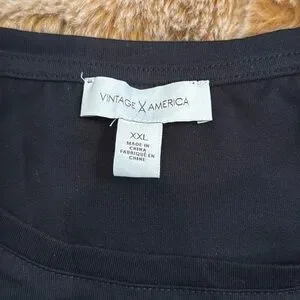 VINTAGE X AMERICA
XXL
MADE IN
CHINA
FABRIQUÉ EN
CHINE